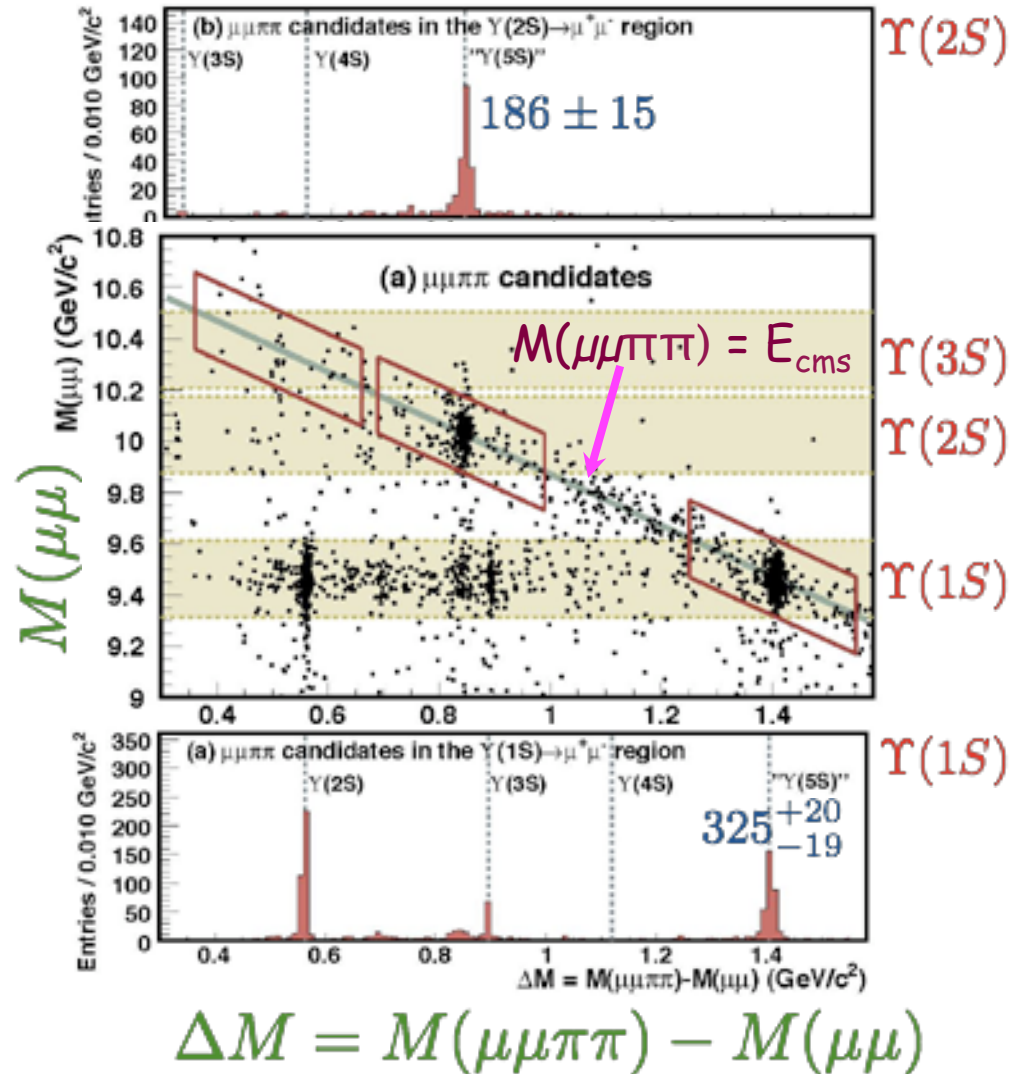 (b) μμππ candidates in the Υ(2S)→μ⁺μ⁻ region
Υ(3S) Υ(4S) "Υ(5S)"
Υ(2S)
186 ± 15
140
120
100
80
60
40
20
0
ntries / 0.010 GeV/c²
10.8
10.6
10.4
10.2
10
9.8
9.6
9.4
9.2
9
M(μμ) (GeV/c²)
M(μμ)
(a) μμππ candidates
M(μμππ) = E_cms
Υ(3S)
Υ(2S)
Υ(1S)
0.4 0.6 0.8 1 1.2 1.4
(a) μμππ candidates in the Υ(1S)→μ⁺μ⁻ region
Υ(2S) Υ(3S) Υ(4S) "Υ(5S)"
Υ(1S)
325 +20 −19
350
300
250
200
150
100
50
0
Entries / 0.010 GeV/c²
0.4 0.6 0.8 1 1.2 1.4
ΔM = M(μμππ)-M(μμ) (GeV/c²)
ΔM = M(μμππ) − M(μμ)